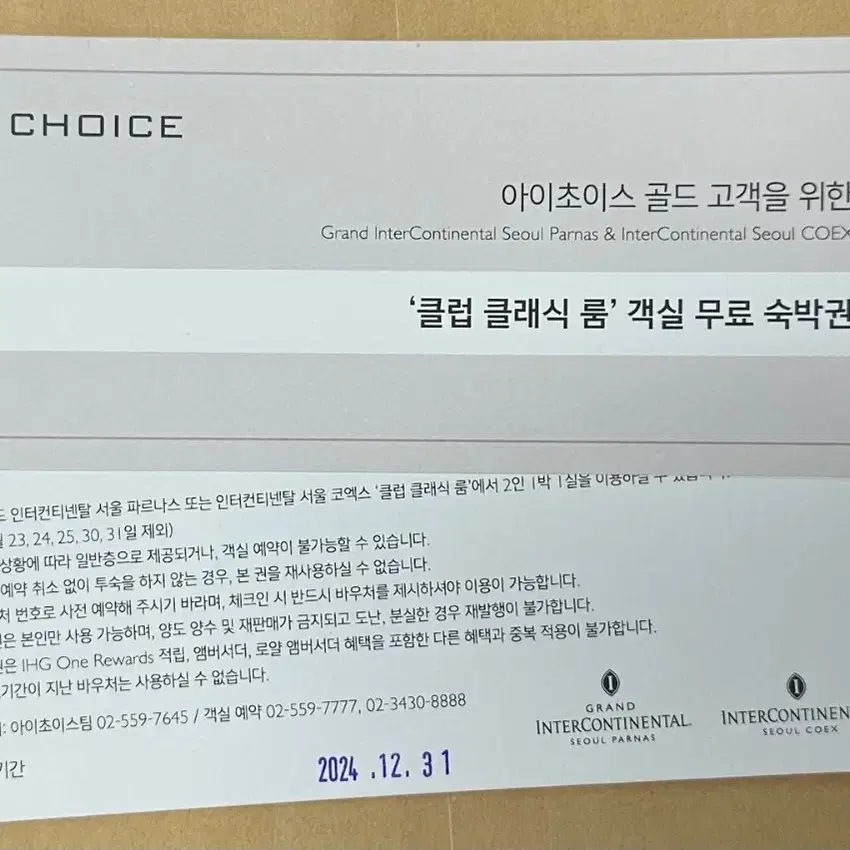 CHOICE
아이초이스 골드 고객을 위한
Grand InterContinental Seoul Parnas & InterContinental Seoul COEX
‘클럽 클래식 룸’ 객실 무료 숙박권
인터컨티넨탈 서울 파르나스 또는 인터컨티넨탈 서울 코엑스 ‘클럽 클래식 룸’에서 2인 1박 1실을 이용하실 수
23, 24, 25, 30, 31일 제외)
상황에 따라 일반층으로 제공되거나, 객실 예약이 불가능할 수 있습니다.
예약 취소 없이 투숙을 하지 않는 경우, 본 권을 재사용하실 수 없습니다.
번호로 사전 예약해 주시기 바라며, 체크인 시 반드시 바우처를 제시하셔야 이용이 가능합니다.
본인만 사용 가능하며, 양도 양수 및 재판매가 금지되고 도난, 분실한 경우 재발행이 불가합니다.
IHG One Rewards 적립, 앰버서더, 로얄 앰버서더 혜택을 포함한 다른 혜택과 중복 적용이 불가합니다.
기간이 지난 바우처는 사용하실 수 없습니다.
: 아이초이스팀 02-559-7645 / 객실 예약 02-559-7777, 02-3430-8888
기간
2024.12.31
GRAND
INTERCONTINENTAL
SEOUL PARNAS
INTERCONTINEN
SEOUL COEX